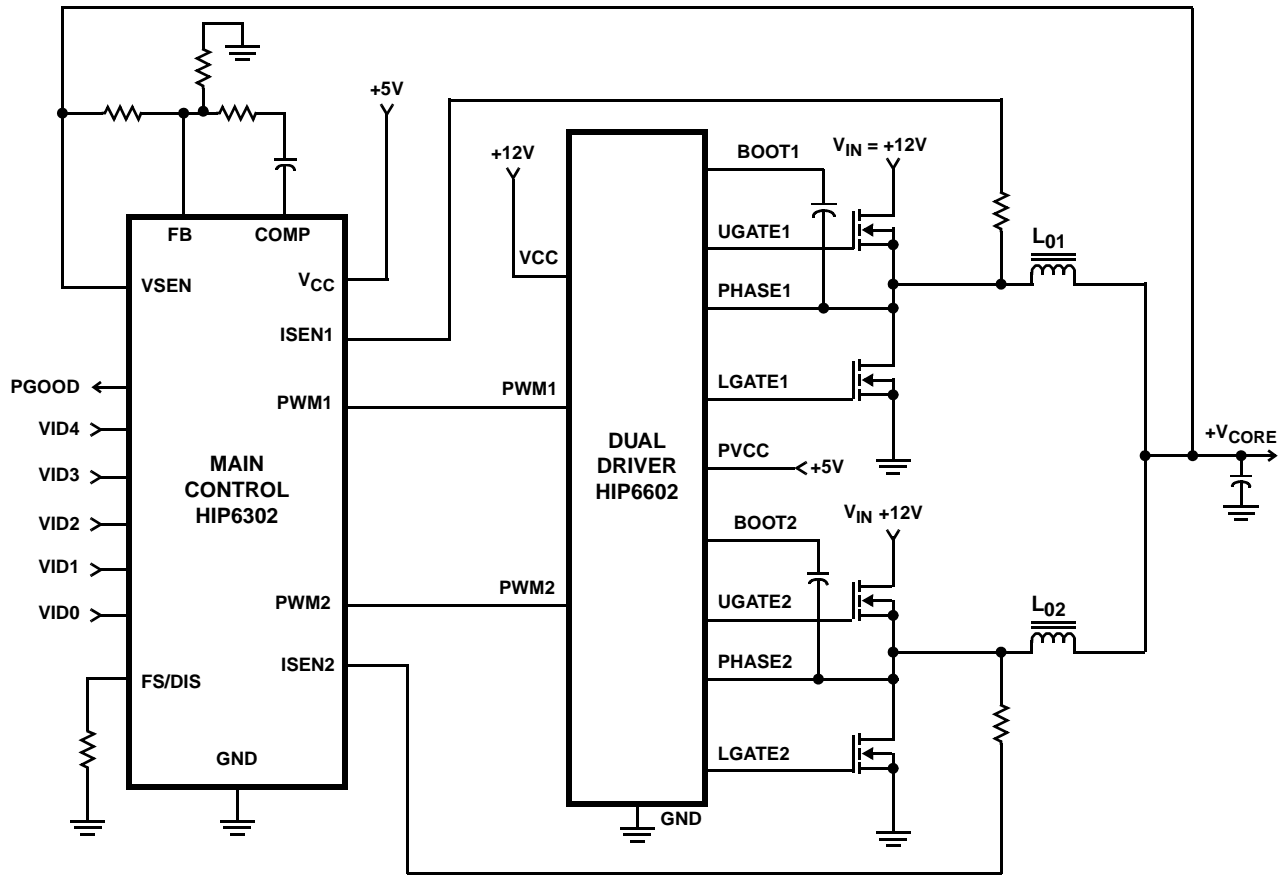 +5V
+12V
FB
COMP
VSEN
VCC
ISEN1
PGOOD
PWM1
VID4
VID3
VID2
VID1
VID0
MAIN
CONTROL
HIP6302
PWM2
ISEN2
FS/DIS
GND
VCC
PWM1
PWM2
DUAL
DRIVER
HIP6602
GND
BOOT1
VIN = +12V
UGATE1
PHASE1
LGATE1
PVCC
+5V
BOOT2
VIN +12V
UGATE2
PHASE2
LGATE2
L01
L02
+VCORE